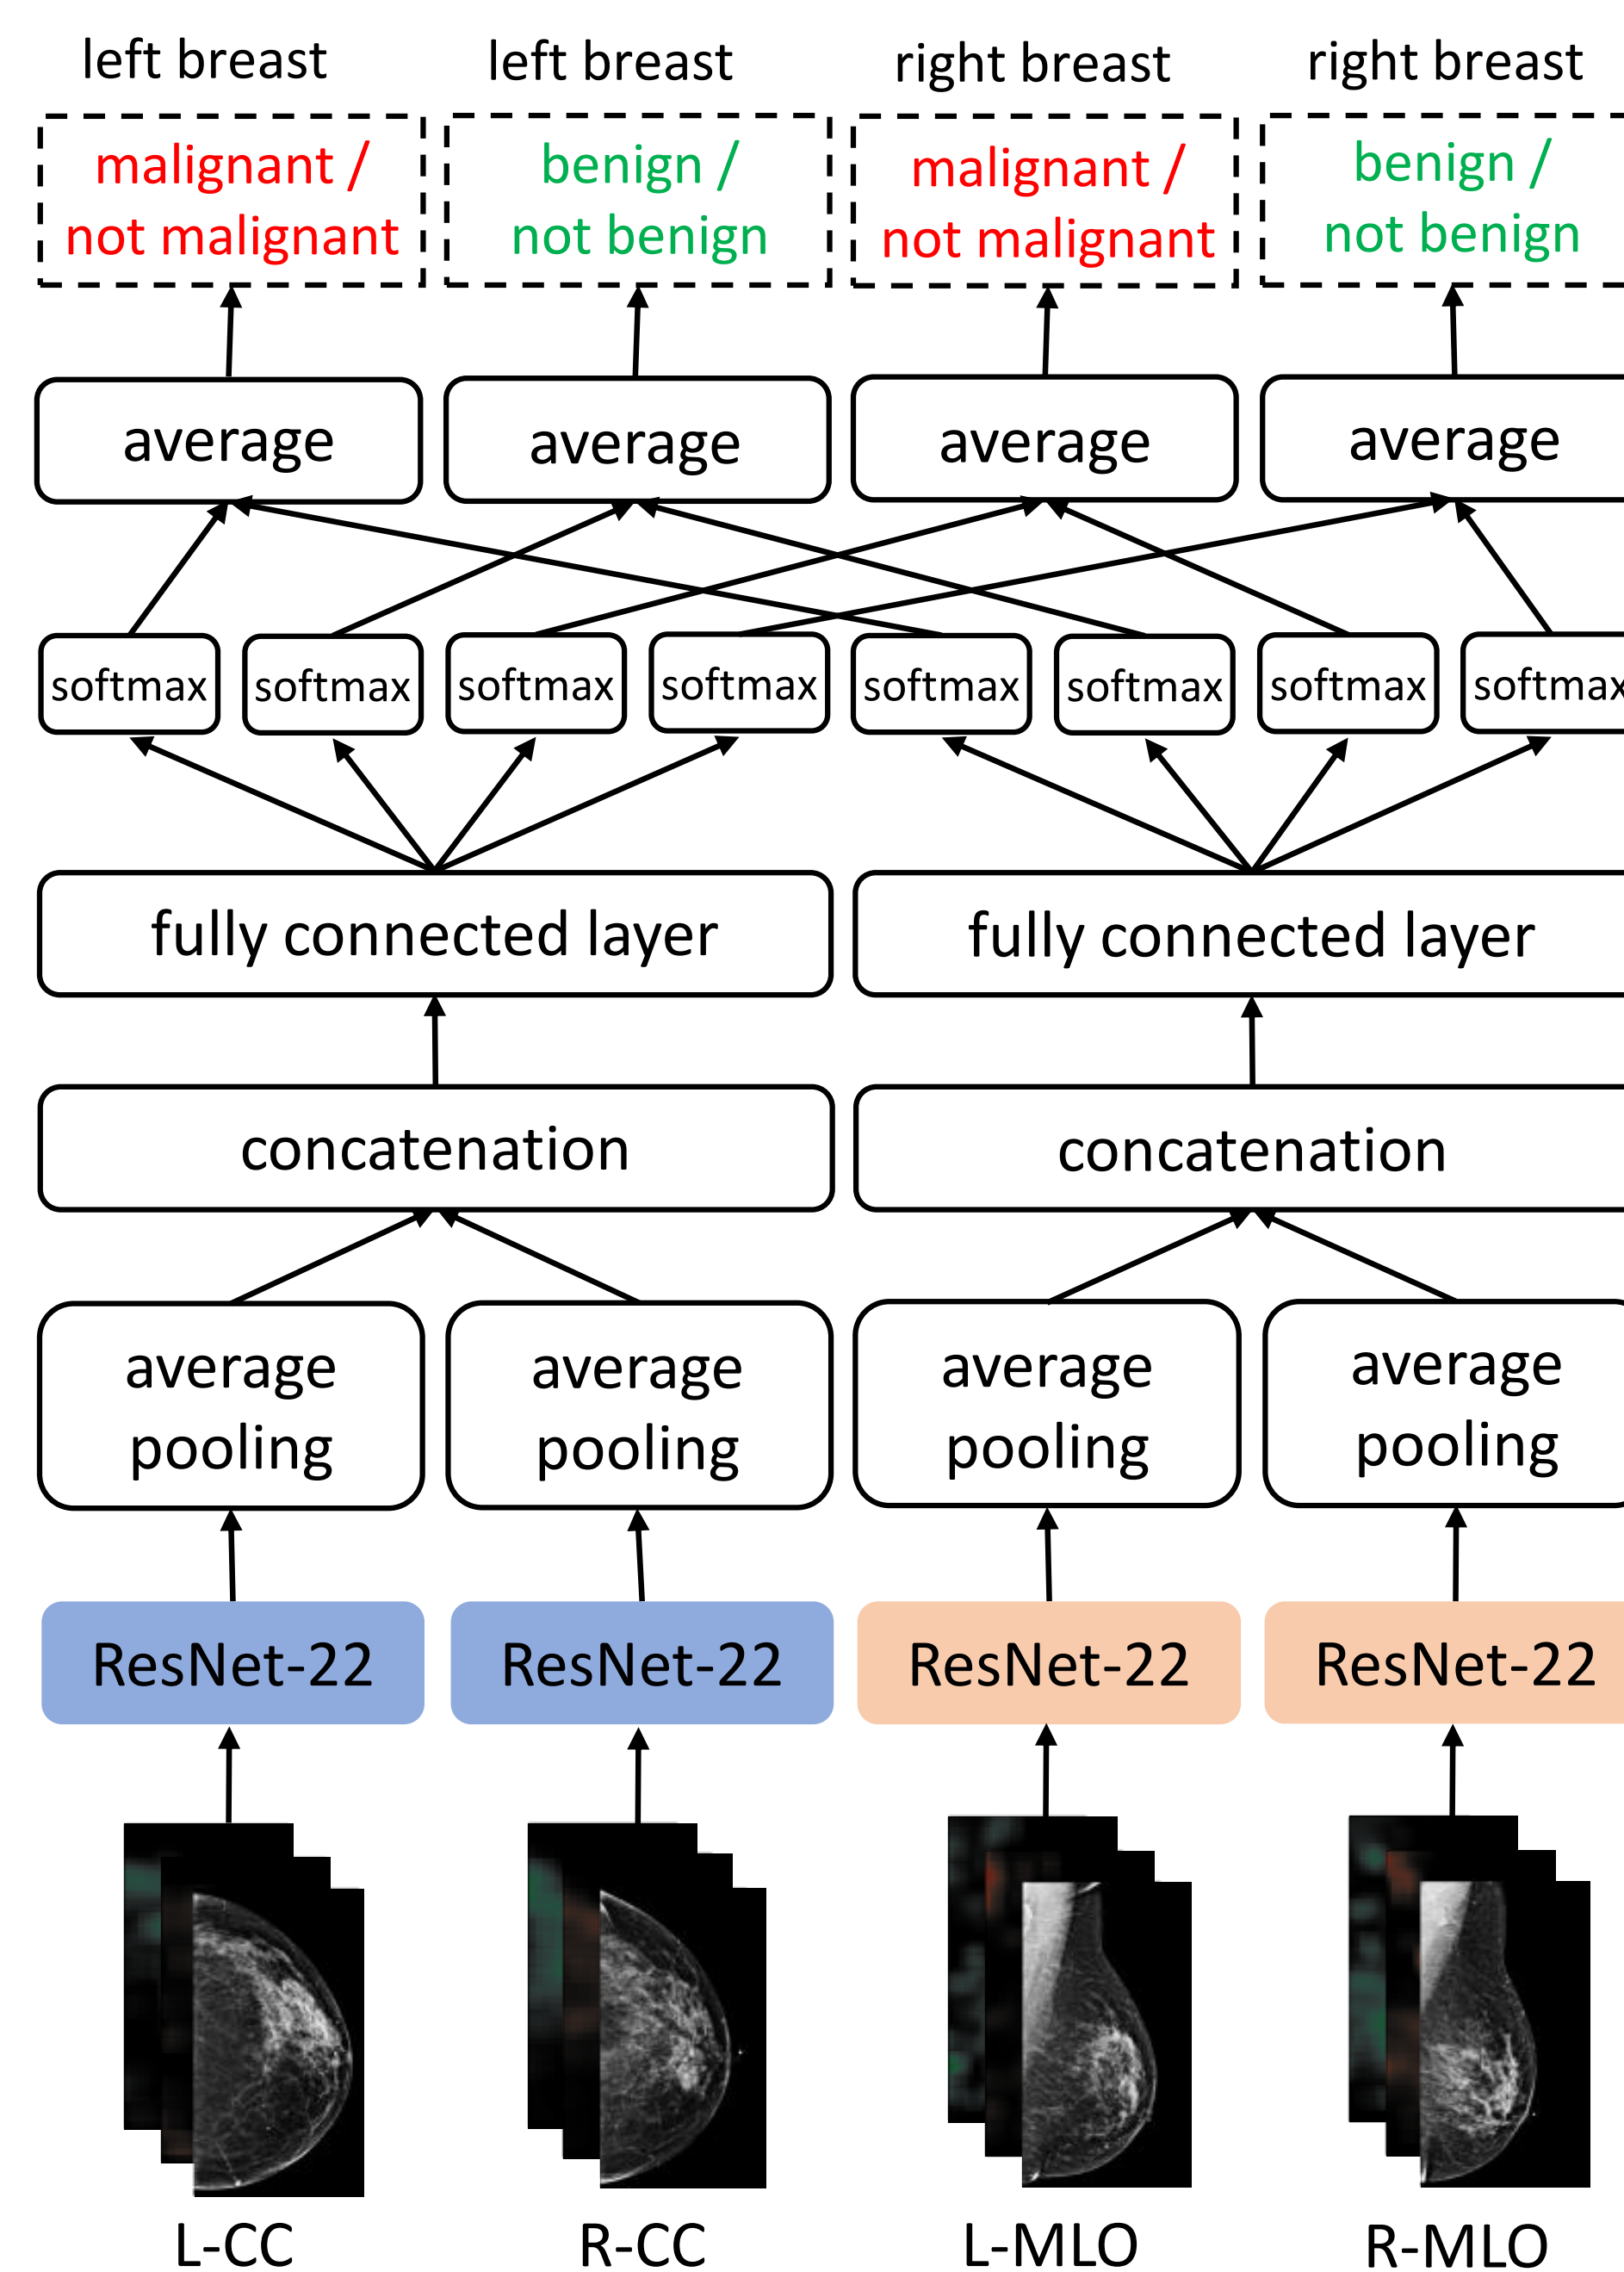 left breast
left breast
right breast
right breast
malignant /
not malignant
benign /
not benign
malignant /
not malignant
benign /
not benign
average
average
average
average
softmax
softmax
softmax
softmax
softmax
softmax
softmax
softmax
fully connected layer
fully connected layer
concatenation
concatenation
average
pooling
average
pooling
average
pooling
average
pooling
ResNet-22
ResNet-22
ResNet-22
ResNet-22
L-CC
R-CC
L-MLO
R-MLO